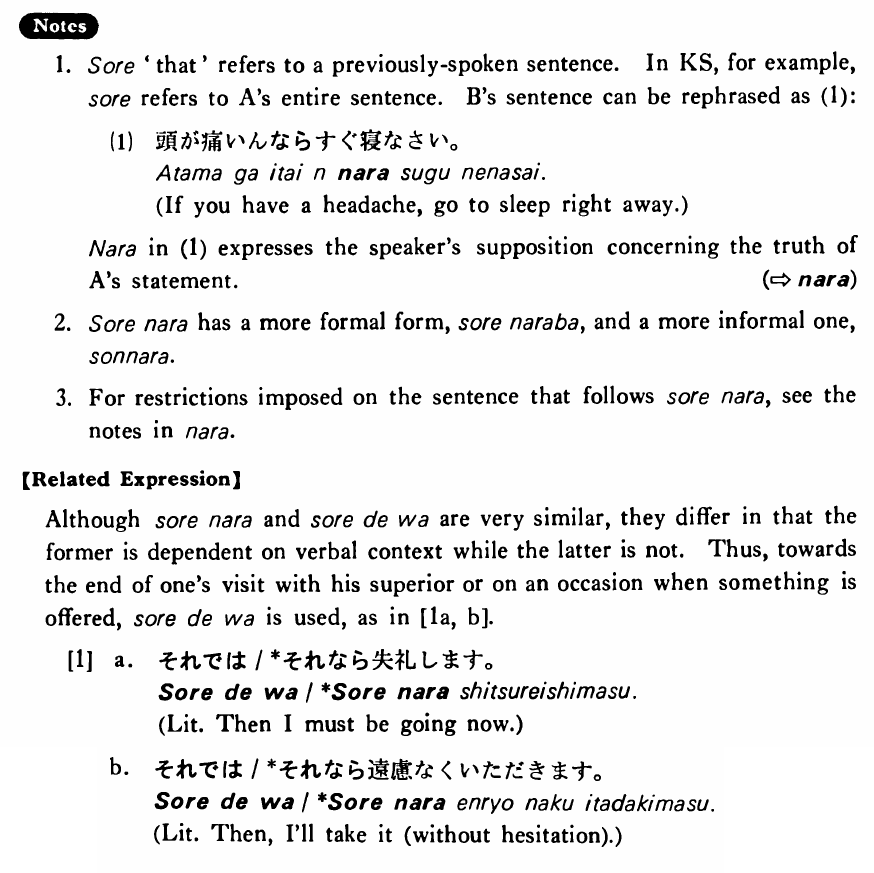 Notes
1. Sore 'that' refers to a previously-spoken sentence. In KS, for example,
sore refers to A's entire sentence. B's sentence can be rephrased as (1):
(1) 頭が痛いんならすぐ寝なさい。
Atama ga itai n nara sugu nenasai.
(If you have a headache, go to sleep right away.)
Nara in (1) expresses the speaker's supposition concerning the truth of
A's statement. (⇨ nara)
2. Sore nara has a more formal form, sore naraba, and a more informal one,
sonnara.
3. For restrictions imposed on the sentence that follows sore nara, see the
notes in nara.
【Related Expression】
Although sore nara and sore de wa are very similar, they differ in that the
former is dependent on verbal context while the latter is not. Thus, towards
the end of one's visit with his superior or on an occasion when something is
offered, sore de wa is used, as in [1a, b].
[1] a. それでは / *それなら失礼します。
Sore de wa / *Sore nara shitsureishimasu.
(Lit. Then I must be going now.)
b. それでは / *それなら遠慮なくいただきます。
Sore de wa / *Sore nara enryo naku itadakimasu.
(Lit. Then, I'll take it (without hesitation).)